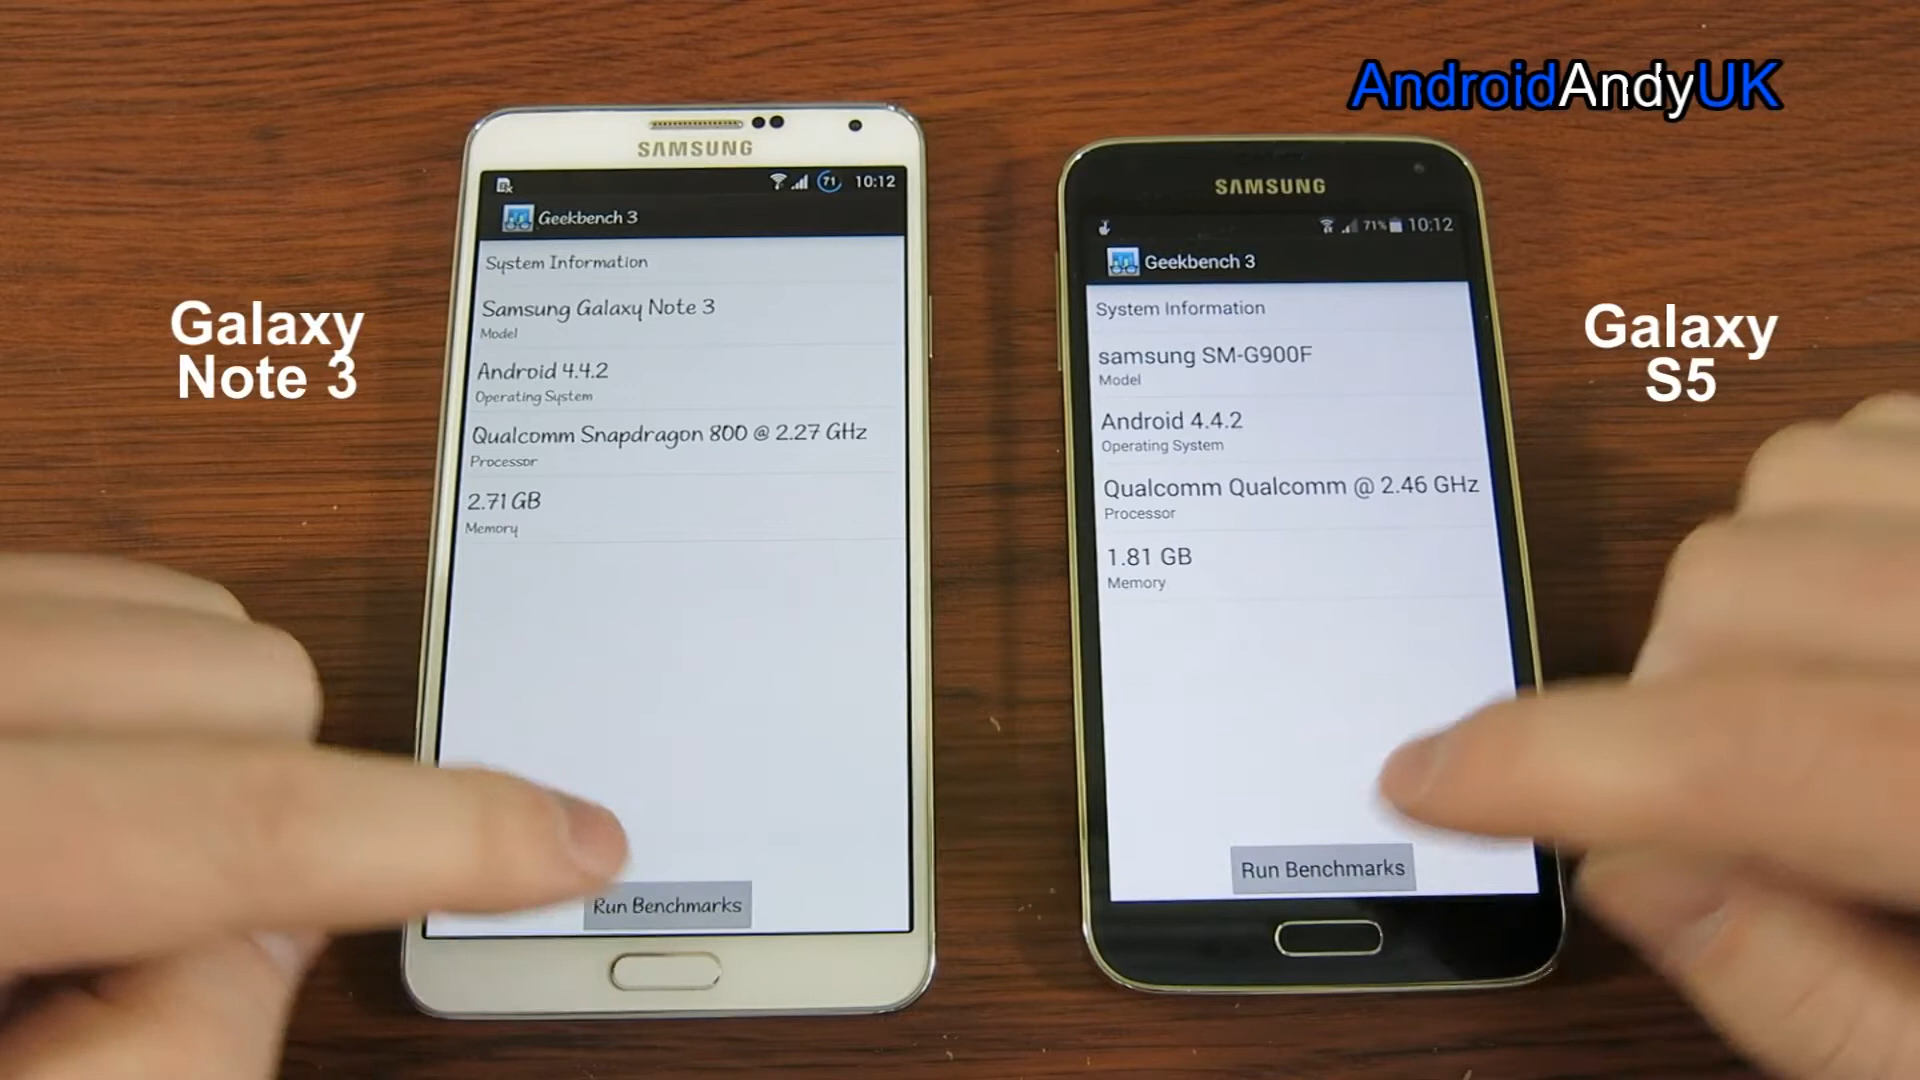 AndroidAndyUK
Galaxy
Note 3
SAMSUNG
71 10:12
Geekbench 3
System Information
Samsung Galaxy Note 3
Model
Android 4.4.2
Operating System
Qualcomm Snapdragon 800 @ 2.27 GHz
Processor
2.71 GB
Memory
Run Benchmarks
SAMSUNG
71% 10:12
Geekbench 3
System Information
samsung SM-G900F
Model
Android 4.4.2
Operating System
Qualcomm Qualcomm @ 2.46 GHz
Processor
1.81 GB
Memory
Run Benchmarks
Galaxy
S5